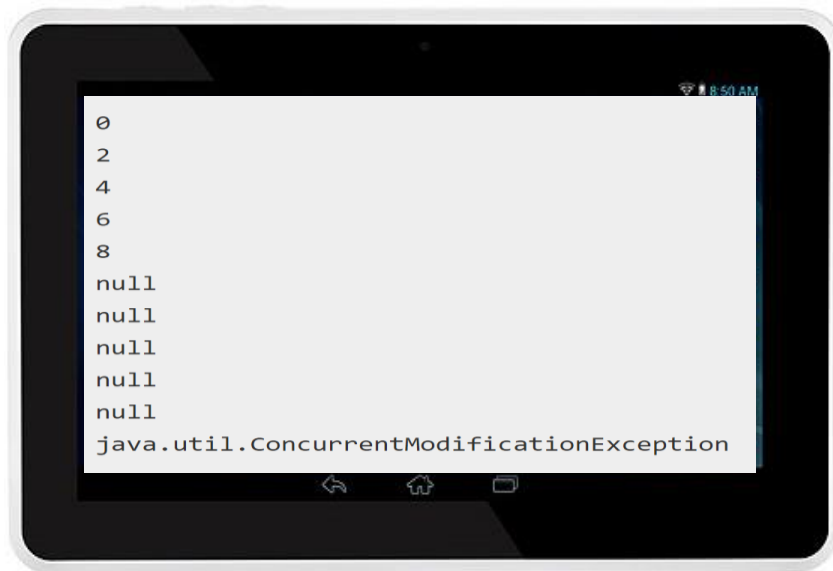 8:50 AM
0
2
4
6
8
null
null
null
null
null
java.util.ConcurrentModificationException